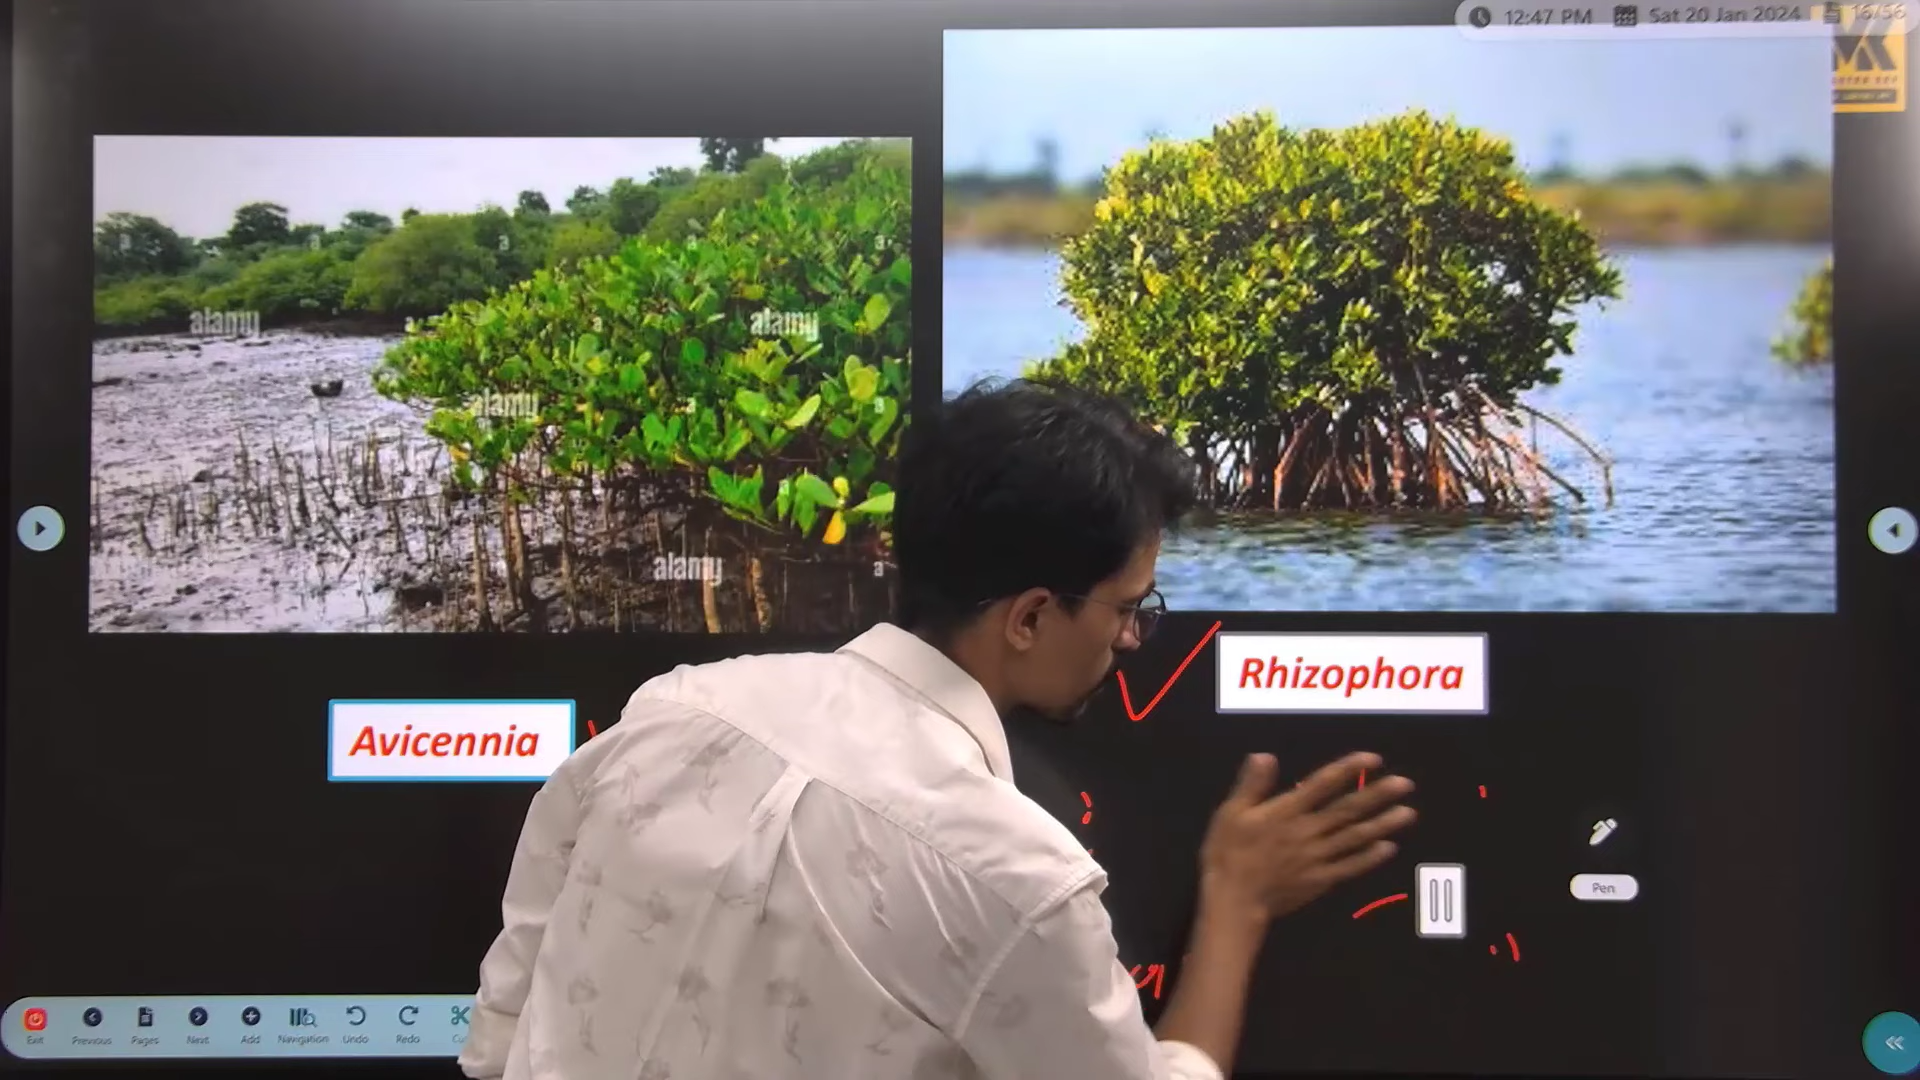 12:47 PM Sat 20 Jan 2024
MK
alamy
alamy
alamy
alamy
Rhizophora
Avicennia
Pen
Exit
Previous
Pages
Next
Add
Navigation
Undo
Redo